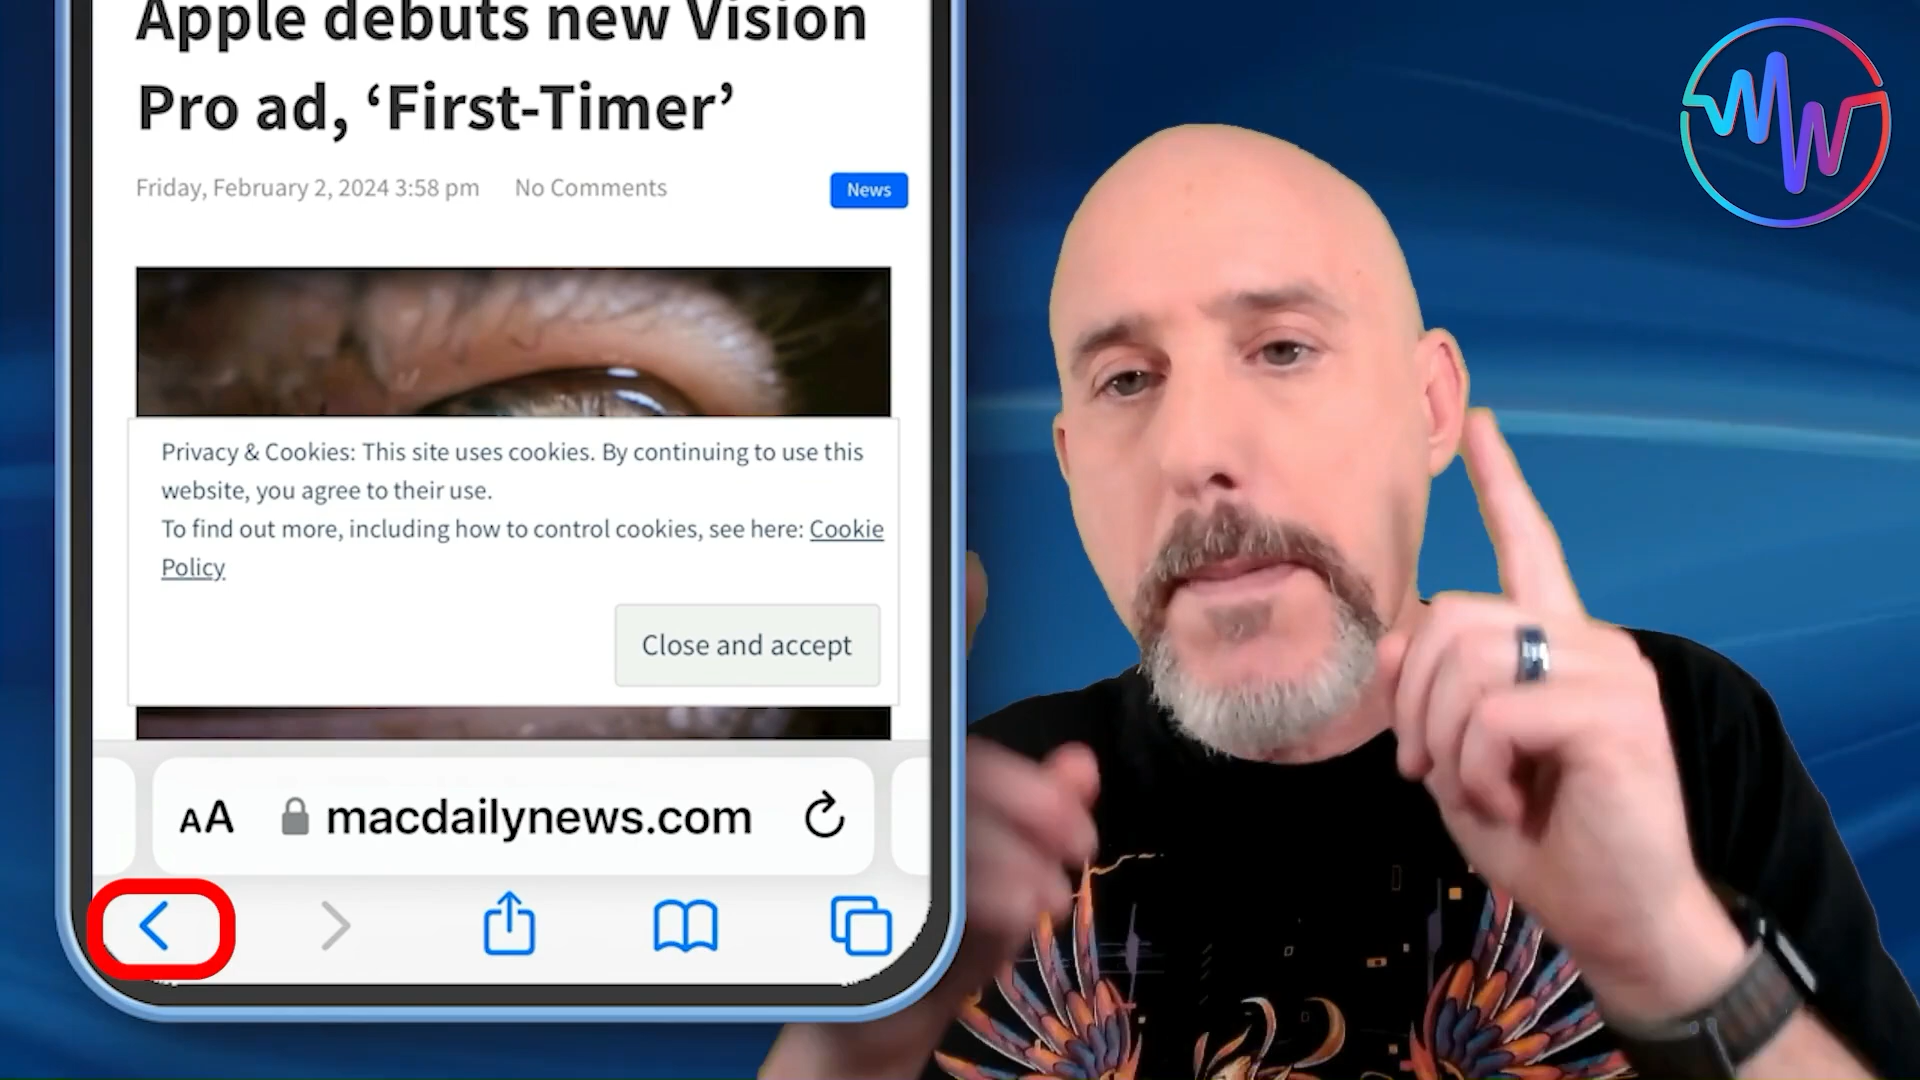 Apple debuts new Vision
Pro ad, ‘First-Timer’
Friday, February 2, 2024 3:58 pm No Comments News
Privacy & Cookies: This site uses cookies. By continuing to use this
website, you agree to their use.
To find out more, including how to control cookies, see here: Cookie
Policy
Close and accept
AA macdailynews.com
MW